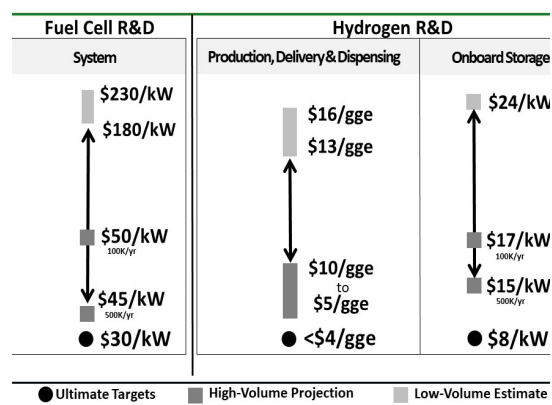 Fuel Cell R&D
Hydrogen R&D
System
Production, Delivery & Dispensing
Onboard Storage
$230/kW
$180/kW
$50/kW
100K/yr
$45/kW
500K/yr
$30/kW
$16/gge
$13/gge
$10/gge
to
$5/gge
<$4/gge
$24/kW
$17/kW
100K/yr
$15/kW
500K/yr
$8/kW
Ultimate Targets
High-Volume Projection
Low-Volume Estimate